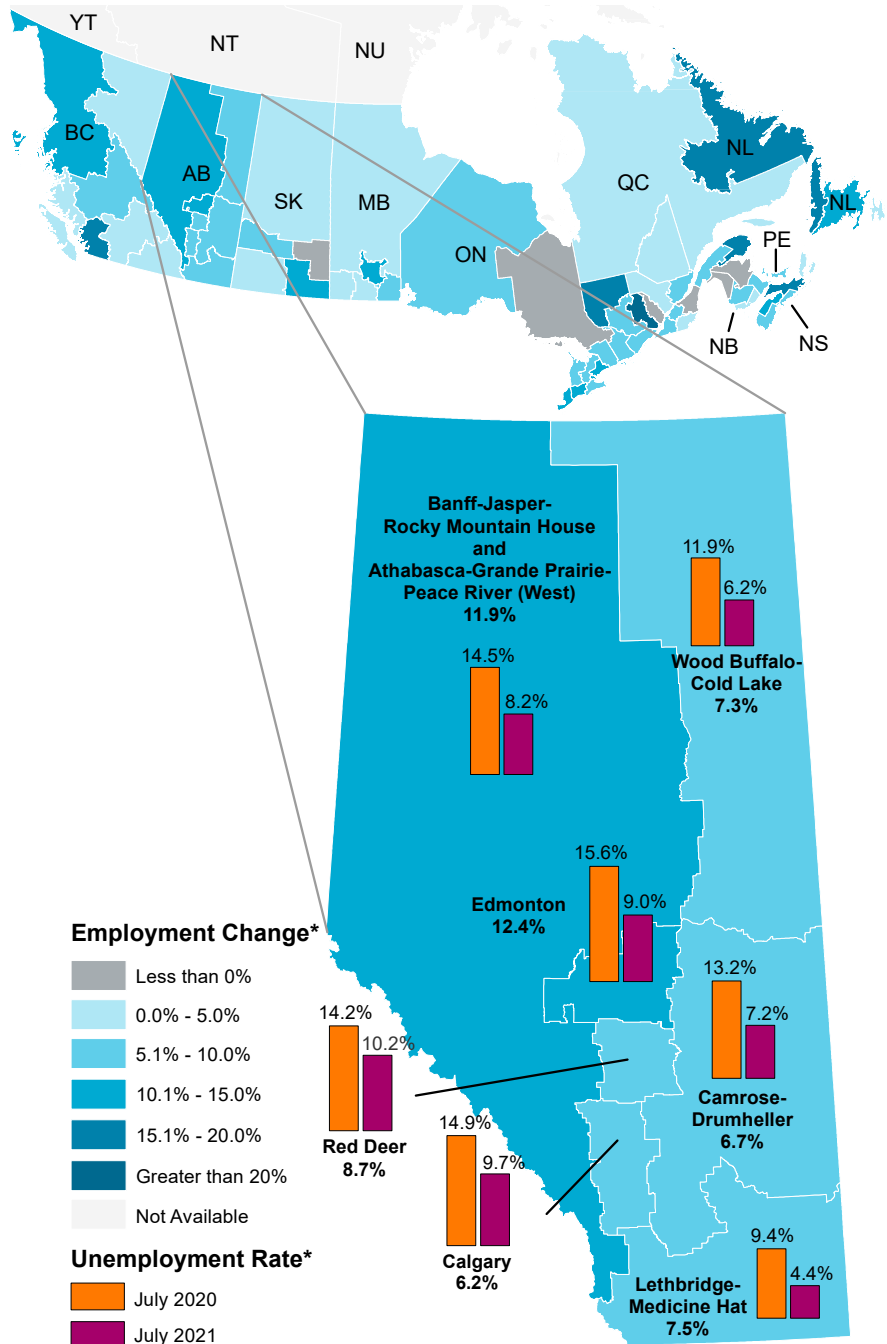 YT
NT
NU
BC
AB
SK
MB
ON
QC
NL
NL
PE
NB
NS
Banff-Jasper-
Rocky Mountain House
and
Athabasca-Grande Prairie-
Peace River (West)
11.9%
14.5%
8.2%
11.9%
6.2%
Wood Buffalo-
Cold Lake
7.3%
15.6%
9.0%
Edmonton
12.4%
13.2%
7.2%
Camrose-
Drumheller
6.7%
14.2%
10.2%
Red Deer
8.7%
14.9%
9.7%
Calgary
6.2%
9.4%
4.4%
Lethbridge-
Medicine Hat
7.5%
Employment Change*
Less than 0%
0.0% - 5.0%
5.1% - 10.0%
10.1% - 15.0%
15.1% - 20.0%
Greater than 20%
Not Available
Unemployment Rate*
July 2020
July 2021